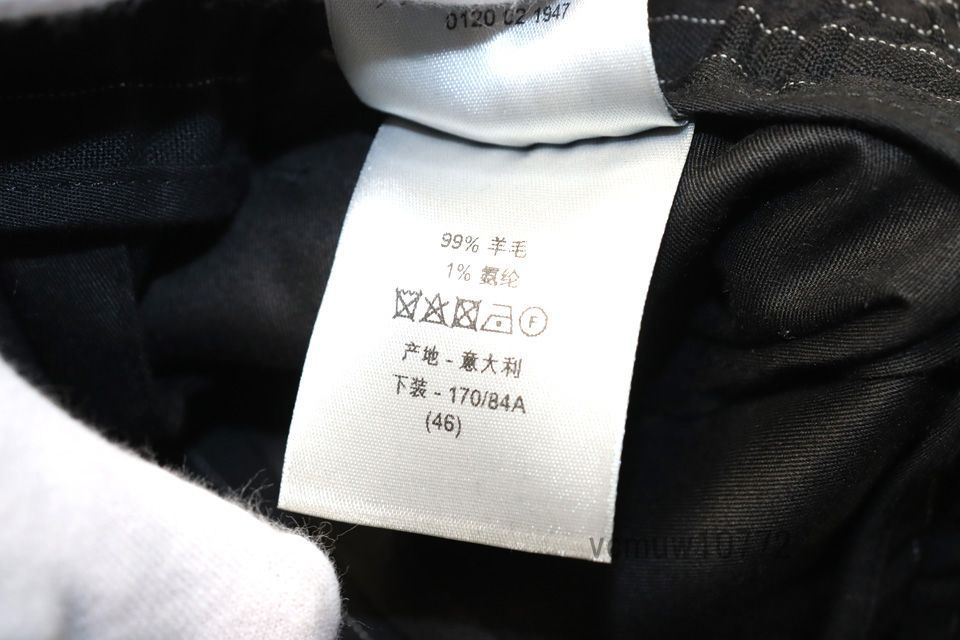 0120 02 1947
99% 羊毛
1% 氨纶
F
产地 - 意大利
下装 - 170/84A
(46)